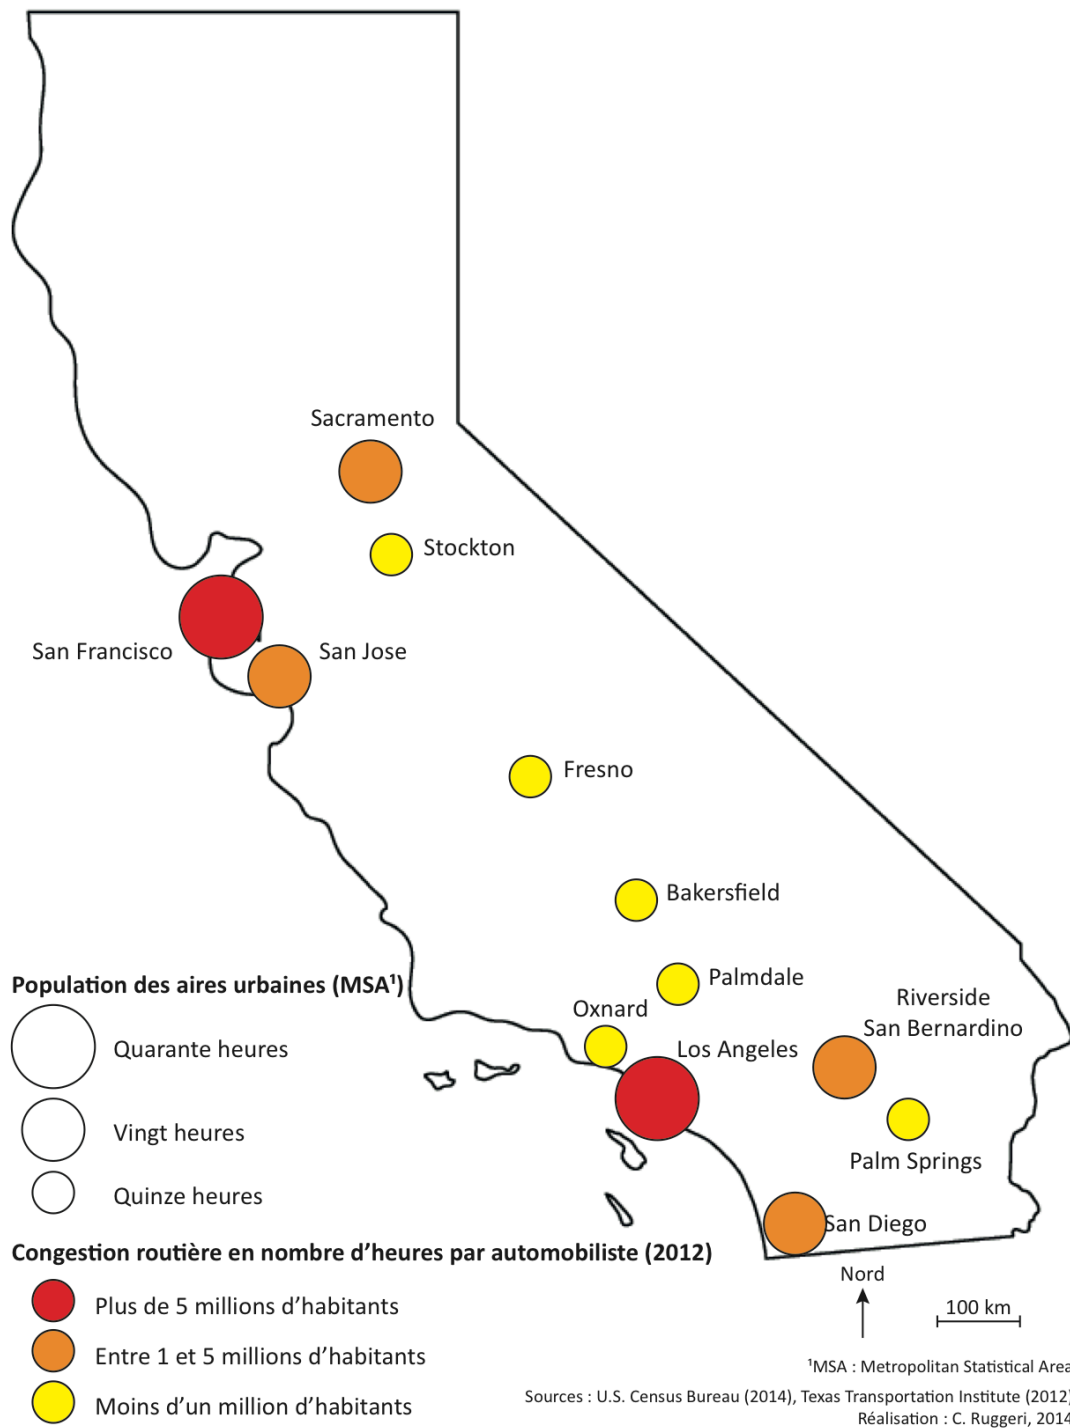 Sacramento
Stockton
San Francisco
San Jose
Fresno
Bakersfield
Palmdale
Oxnard
Los Angeles
Riverside
San Bernardino
Palm Springs
San Diego
Population des aires urbaines (MSA¹)
Quarante heures
Vingt heures
Quinze heures
Congestion routière en nombre d'heures par automobiliste (2012)
Plus de 5 millions d'habitants
Entre 1 et 5 millions d'habitants
Moins d'un million d'habitants
Nord
100 km
¹MSA : Metropolitan Statistical Area
Sources : U.S. Census Bureau (2014), Texas Transportation Institute (2012)
Réalisation : C. Ruggeri, 2014